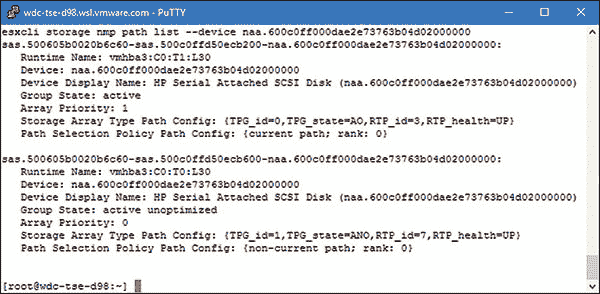 wdc-tse-d98.wsl.vmware.com - PuTTY
esxcli storage nmp path list --device naa.600c0ff000dae2e73763b04d02000000
sas.500605b0020b6c60-sas.500c0ffd50ecb200-naa.600c0ff000dae2e73763b04d02000000:
Runtime Name: vmhba3:C0:T1:L30
Device: naa.600c0ff000dae2e73763b04d02000000
Device Display Name: HP Serial Attached SCSI Disk (naa.600c0ff000dae2e73763b04d02000000)
Group State: active
Array Priority: 1
Storage Array Type Path Config: {TPG_id=0,TPG_state=AO,RTP_id=3,RTP_health=UP}
Path Selection Policy Path Config: {current path; rank: 0}
sas.500605b0020b6c60-sas.500c0ffd50ecb600-naa.600c0ff000dae2e73763b04d02000000:
Runtime Name: vmhba3:C0:T0:L30
Device: naa.600c0ff000dae2e73763b04d02000000
Device Display Name: HP Serial Attached SCSI Disk (naa.600c0ff000dae2e73763b04d02000000)
Group State: active unoptimized
Array Priority: 0
Storage Array Type Path Config: {TPG_id=1,TPG_state=ANO,RTP_id=7,RTP_health=UP}
Path Selection Policy Path Config: {non-current path; rank: 0}
[root@wdc-tse-d98:~]